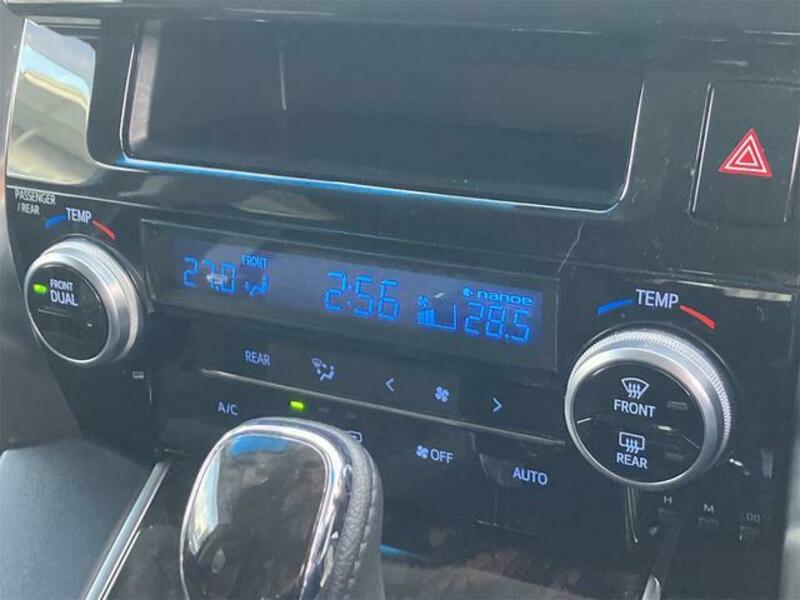 PASSENGER
/ REAR
TEMP
FRONT
DUAL
27.0
FRONT
2:56
nanoe
28.5
TEMP
FRONT
REAR
REAR
A/C
OFF
AUTO
H
M
:00